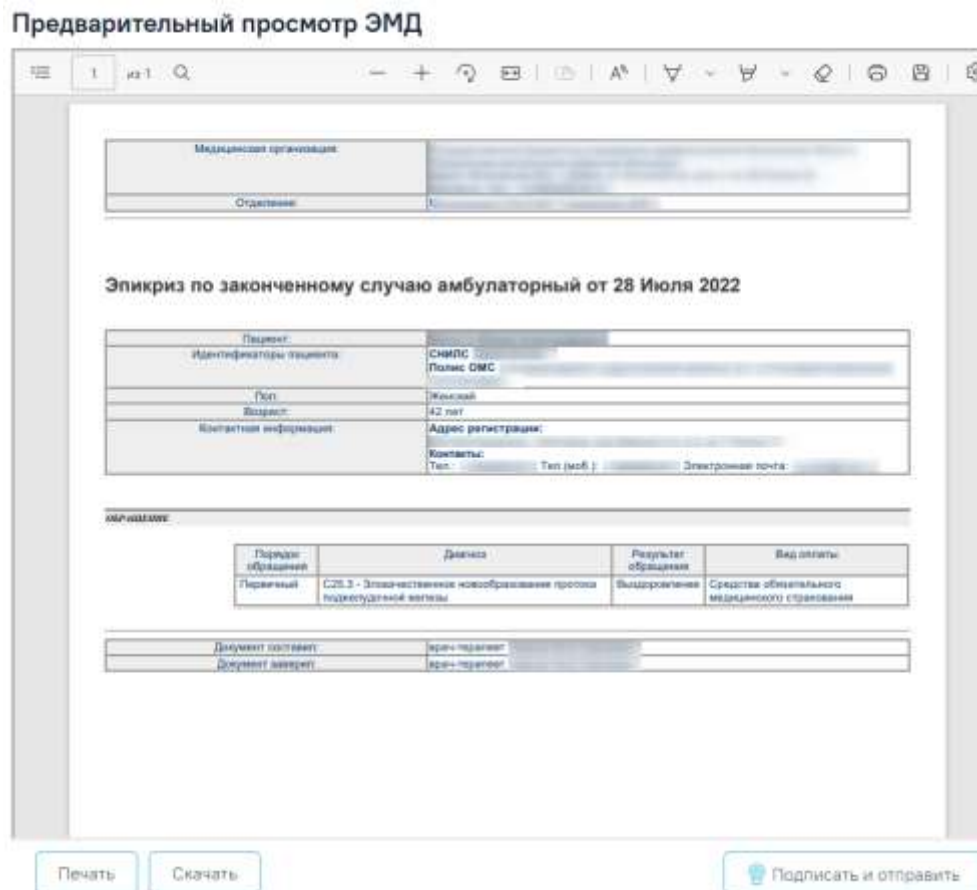 Предварительный просмотр ЭМД
1 из 1
Медицинская организация:
Отделение:
Эпикриз по законченному случаю амбулаторный от 28 Июля 2022
Пациент:
Идентификаторы пациента:
СНИЛС
Полис ОМС
Пол: Женский
Возраст: 42 лет
Контактная информация:
Адрес регистрации:
Контакты:
Тел.: Тел.(моб.): Электронная почта:
ОБРАЩЕНИЕ
Порядок обращения Диагноз Результат обращения Вид оплаты
Первичный C25.3 - Злокачественное новообразование протока Выздоровление Средства обязательного
поджелудочной железы медицинского страхования
Документ составил: врач-терапевт
Документ заверил: врач-терапевт
Печать Скачать Подписать и отправить